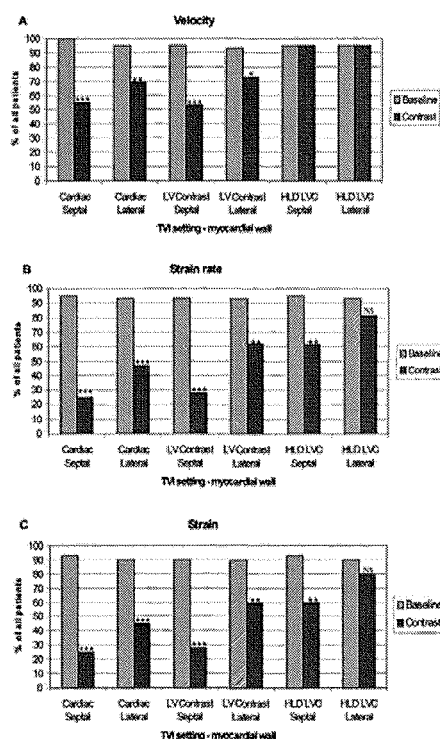 A
Velocity
% of all patients
100
90
80
70
60
50
40
30
20
10
0
***
**
***
*
Cardiac Septal
Cardiac Lateral
LV Contrast Septal
LV Contrast Lateral
HLD LVC Septal
HLD LVC Lateral
TVI setting - myocardial wall
Baseline
Contrast
B
Strain rate
% of all patients
100
90
80
70
60
50
40
30
20
10
0
***
***
***
**
**
NS
Cardiac Septal
Cardiac Lateral
LV Contrast Septal
LV Contrast Lateral
HLD LVC Septal
HLD LVC Lateral
TVI setting - myocardial wall
Baseline
Contrast
C
Strain
% of all patients
100
90
80
70
60
50
40
30
20
10
0
***
***
***
**
**
NS
Cardiac Septal
Cardiac Lateral
LV Contrast Septal
LV Contrast Lateral
HLD LVC Septal
HLD LVC Lateral
TVI setting - myocardial wall
Baseline
Contrast